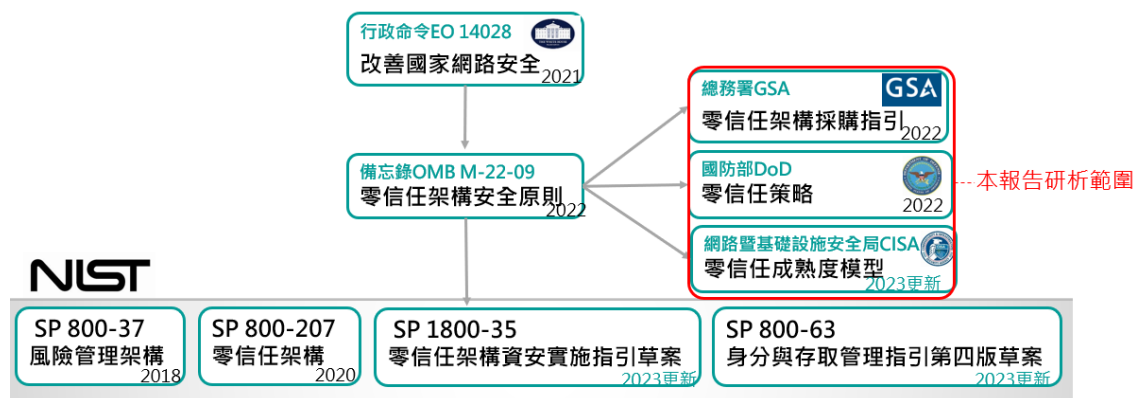 行政命令EO 14028
改善國家網路安全
2021
總務署GSA
GSA
零信任架構採購指引
2022
備忘錄OMB M-22-09
零信任架構安全原則
2022
國防部DoD
零信任策略
2022
本報告研析範圍
網路暨基礎設施安全局CISA
零信任成熟度模型
2023更新
NIST
SP 800-37
風險管理架構
2018
SP 800-207
零信任架構
2020
SP 1800-35
零信任架構資安實施指引草案
2023更新
SP 800-63
身分與存取管理指引第四版草案
2023更新